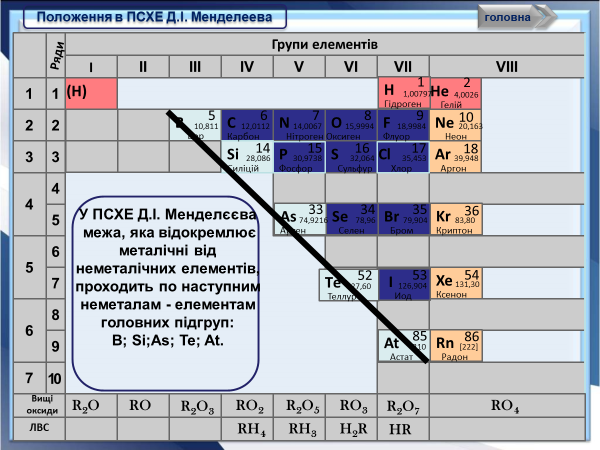 Положення в ПСХЕ Д.І. Менделеева
головна
Ряди
Групи елементів
I II III IV V VI VII VIII
1 1 (H) H 1 1,00797 Гідроген He 2 4,0026 Гелій
2 2 B 5 10,811 Бор C 6 12,0112 Карбон N 7 14,0067 Нітроген O 8 15,9994 Оксиген F 9 18,9984 Флуор Ne 10 20,163 Неон
3 3 Si 14 28,086 Силіцій P 15 30,9738 Фосфор S 16 32,064 Сульфур Cl 17 35,453 Хлор Ar 18 39,948 Аргон
4 4
5 As 33 74,9216 Арсен Se 34 78,96 Селен Br 35 79,904 Бром Kr 36 83,80 Криптон
5 6
7 Te 52 127,60 Теллур I 53 126,904 Иод Xe 54 131,30 Ксенон
6 8
9 At 85 210 Астат Rn 86 [222] Радон
7 10
У ПСХЕ Д.І. Менделєєва
межа, яка відокремлює
металічні від
неметалічних елементів,
проходить по наступним
неметалам - елементам
головних підгруп:
B; Si;As; Te; At.
Вищі оксиди R₂O RO R₂O₃ RO₂ R₂O₅ RO₃ R₂O₇ RO₄
ЛВС RH₄ RH₃ H₂R HR